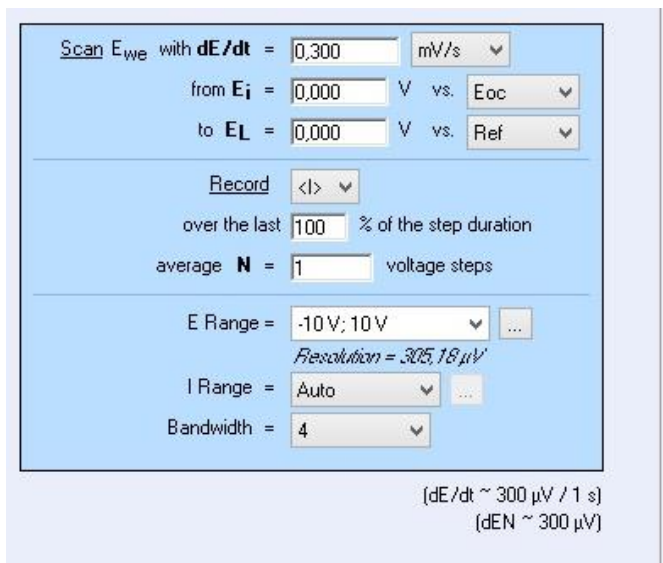 Scan Ewe with dE/dt = 0,300 mV/s
from Ei = 0,000 V vs. Eoc
to EL = 0,000 V vs. Ref
Record <I>
over the last 100 % of the step duration
average N = 1 voltage steps
E Range = -10 V; 10 V ...
Resolution = 305,18 µV
I Range = Auto ...
Bandwidth = 4
(dE/dt ~ 300 µV / 1 s)
(dEN ~ 300 µV)